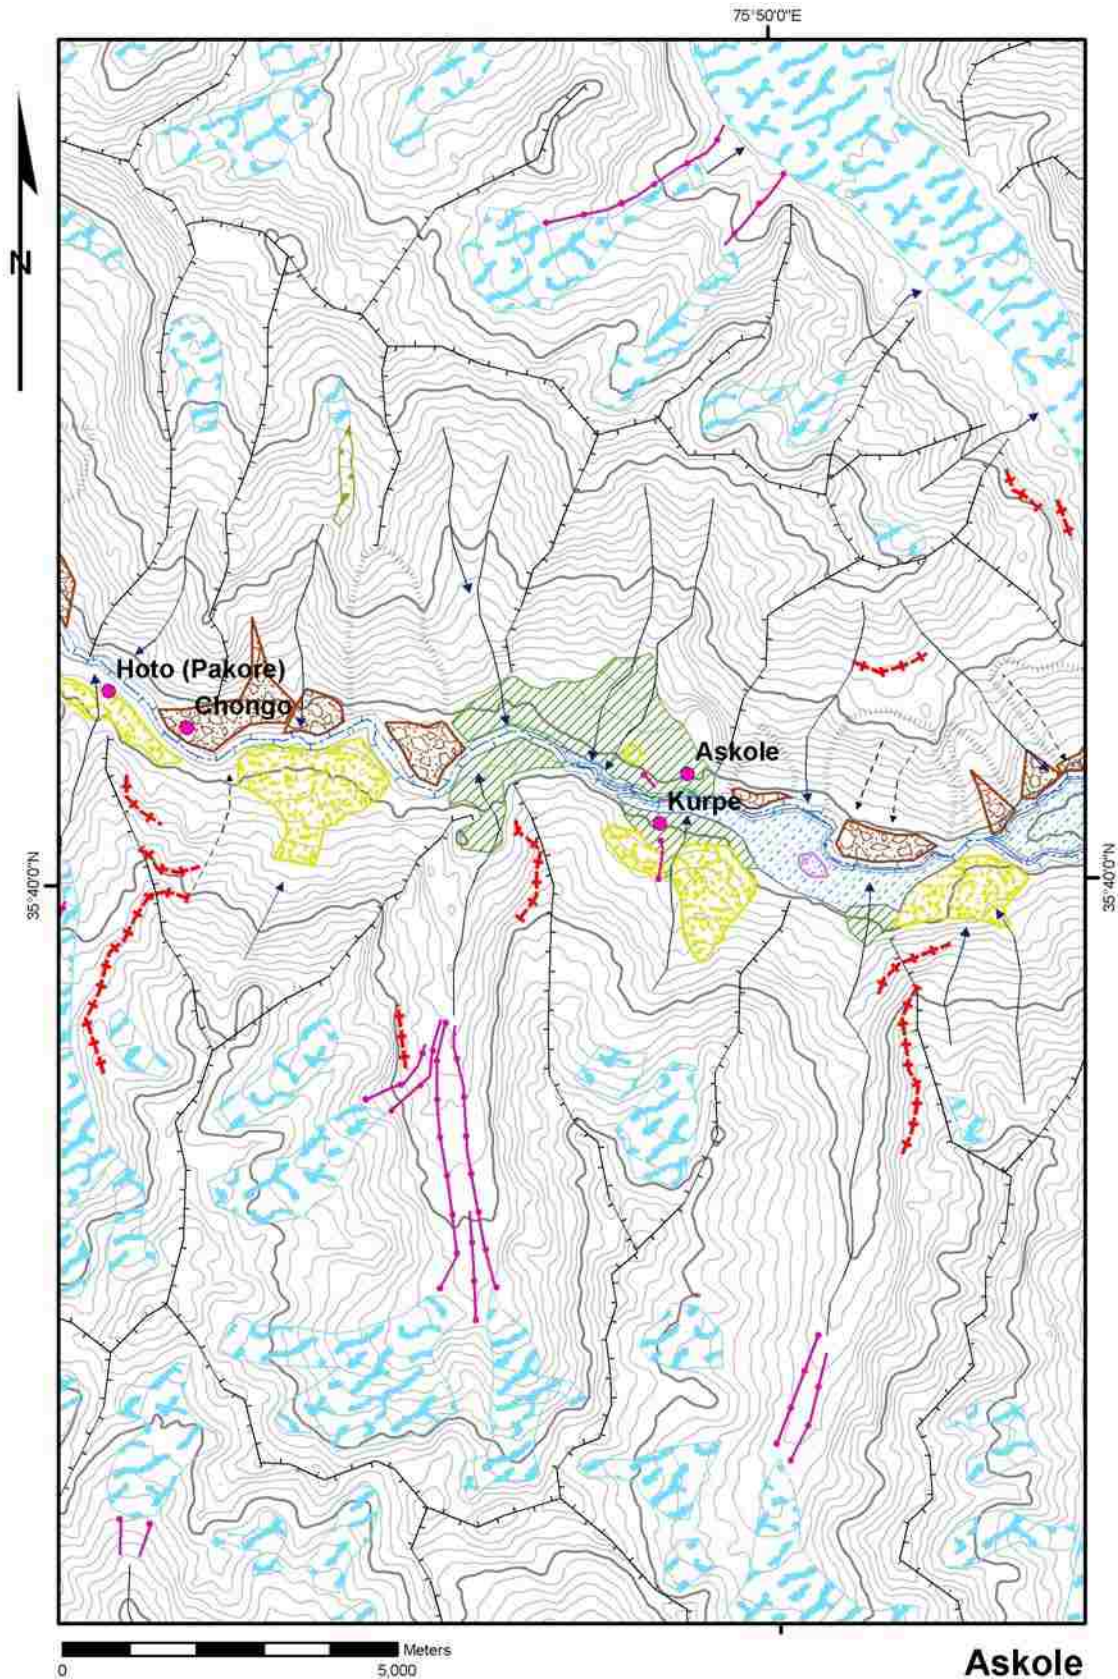 75°50'0"E
N
Hoto (Pakore)
Chongo
Askole
Kurpe
35°40'0"N
35°40'0"N
Meters
0
5,000
Askole